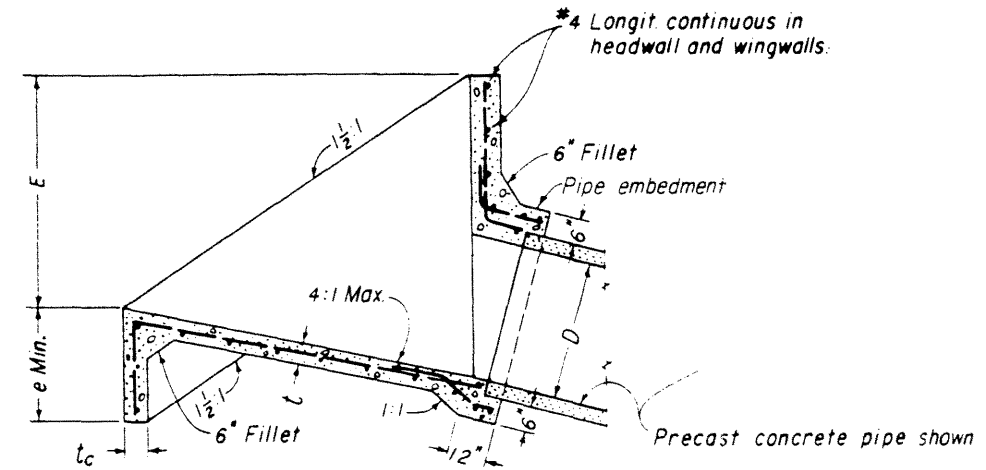 #4 Longit. continuous in
headwall and wingwalls.
1½:1
6" Fillet
Pipe embedment
E
6"
4:1 Max.
D
e Min.
t
1½:1
1:1
6" Fillet
6"
tc
12"
Precast concrete pipe shown